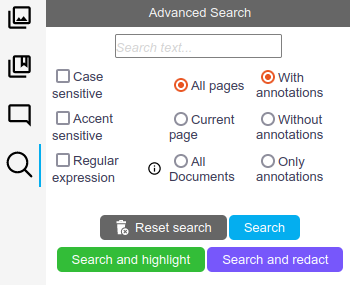 Advanced Search
Search text...
Case sensitive
All pages
With annotations
Accent sensitive
Current page
Without annotations
Regular expression
All Documents
Only annotations
Reset search
Search
Search and highlight
Search and redact